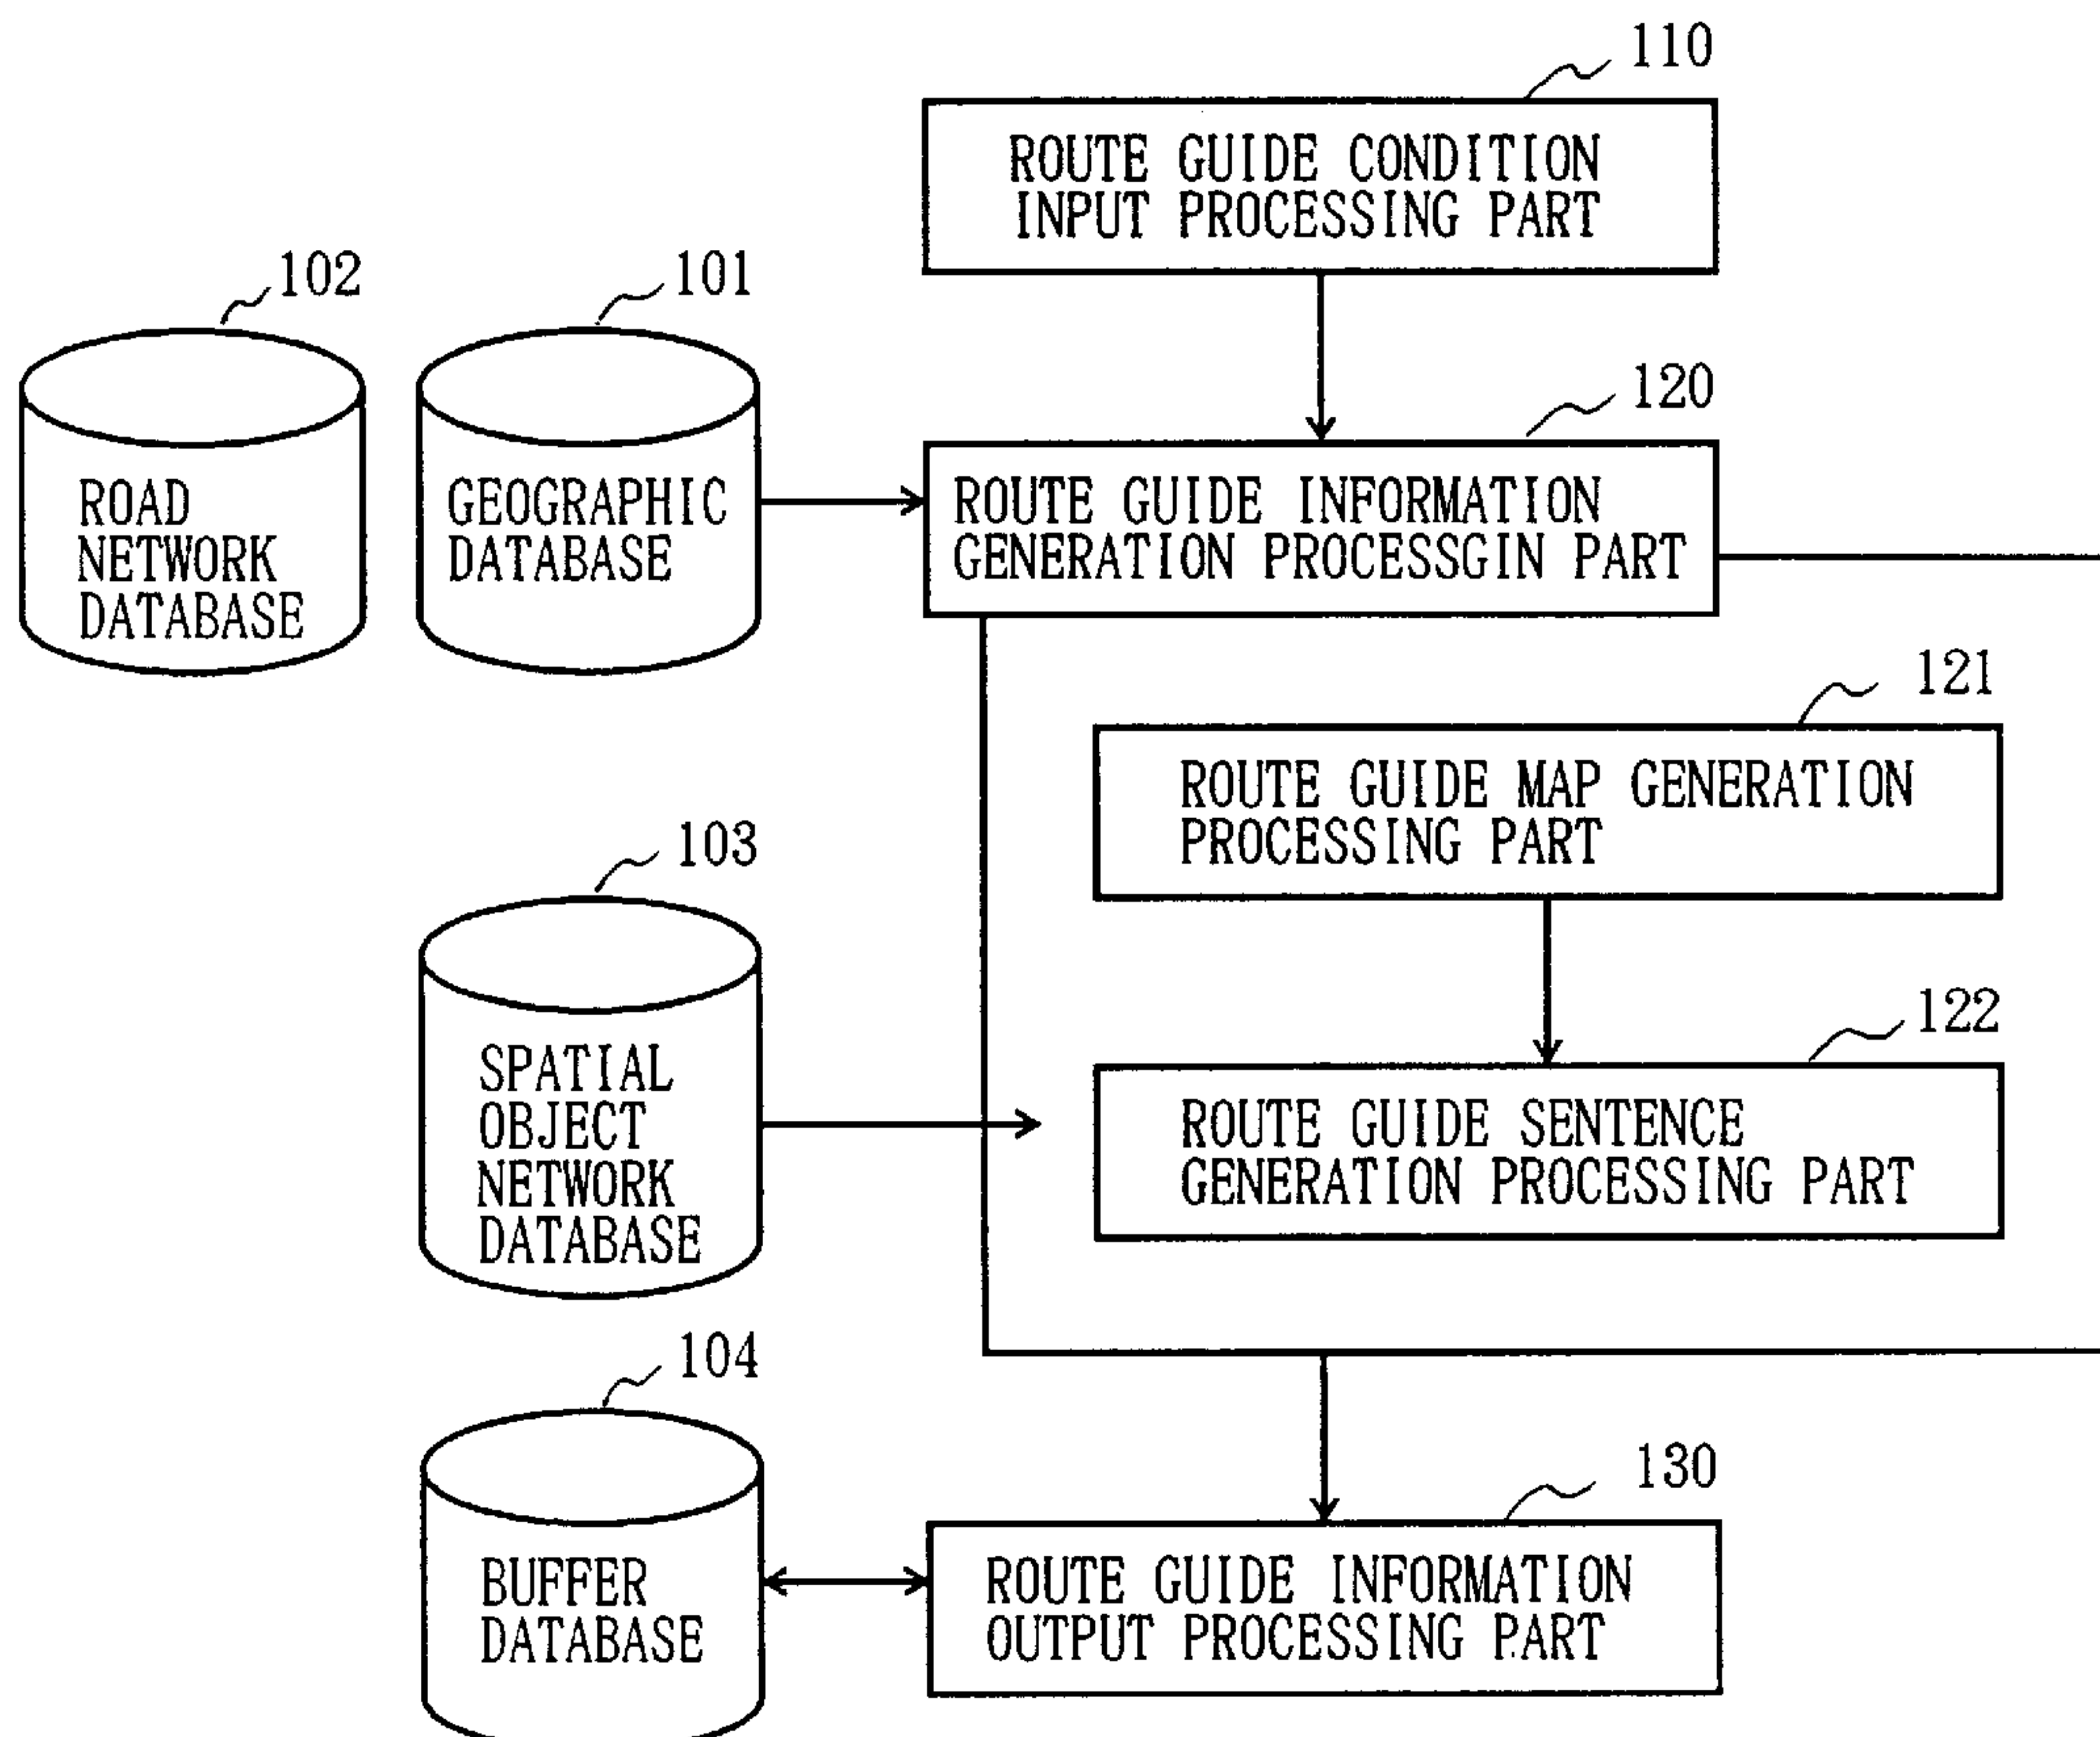 110
ROUTE GUIDE CONDITION
INPUT PROCESSING PART
102
101
120
ROAD
NETWORK
DATABASE
GEOGRAPHIC
DATABASE
ROUTE GUIDE INFORMATION
GENERATION PROCESSGIN PART
121
ROUTE GUIDE MAP GENERATION
PROCESSING PART
103
122
SPATIAL
OBJECT
NETWORK
DATABASE
ROUTE GUIDE SENTENCE
GENERATION PROCESSING PART
104
130
BUFFER
DATABASE
ROUTE GUIDE INFORMATION
OUTPUT PROCESSING PART